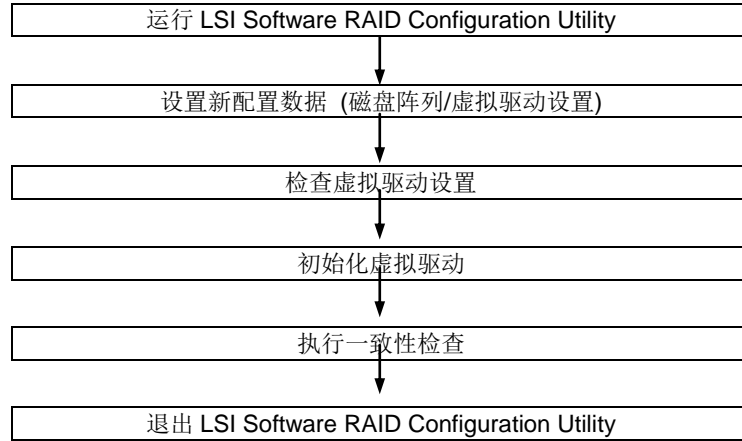 运行 LSI Software RAID Configuration Utility
设置新配置数据 (磁盘阵列/虚拟驱动设置)
检查虚拟驱动设置
初始化虚拟驱动
执行一致性检查
退出 LSI Software RAID Configuration Utility